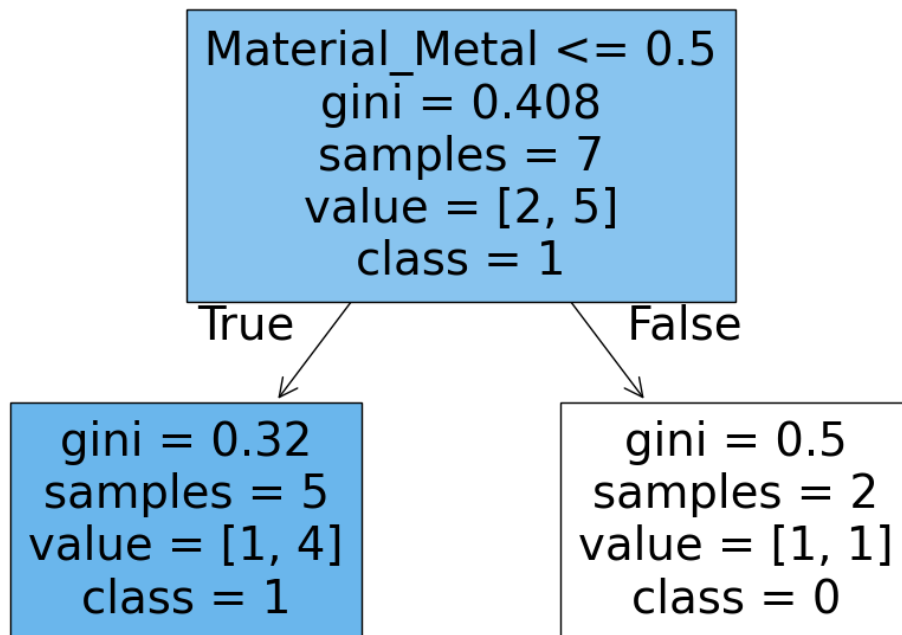 Material_Metal <= 0.5
gini = 0.408
samples = 7
value = [2, 5]
class = 1
True
False
gini = 0.32
samples = 5
value = [1, 4]
class = 1
gini = 0.5
samples = 2
value = [1, 1]
class = 0